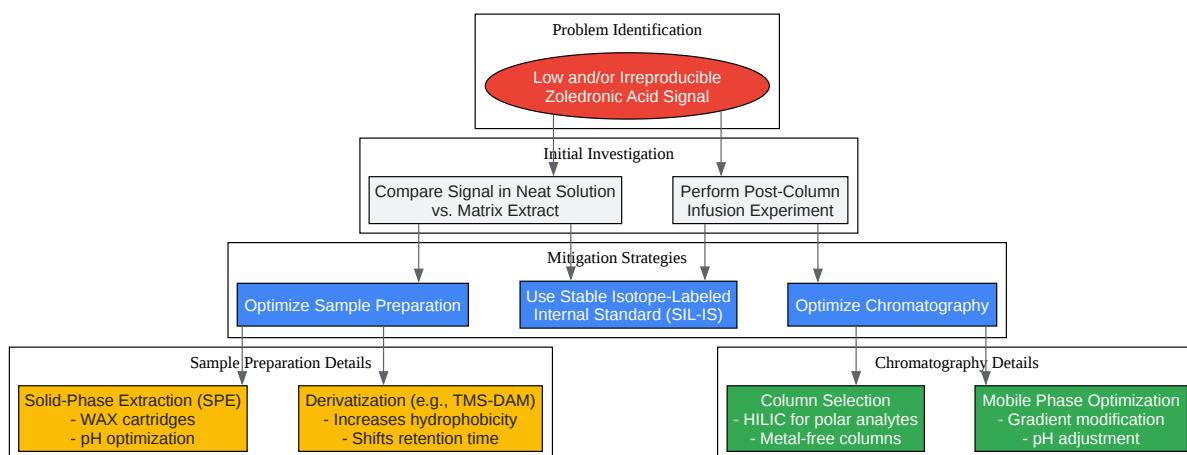 Problem Identification
Low and/or Irreproducible
Zoledronic Acid Signal
Initial Investigation
Compare Signal in Neat Solution
vs. Matrix Extract
Perform Post-Column
Infusion Experiment
Mitigation Strategies
Optimize Sample Preparation
Use Stable Isotope-Labeled
Internal Standard (SIL-IS)
Optimize Chromatography
Sample Preparation Details
Solid-Phase Extraction (SPE)
- WAX cartridges
- pH optimization
Derivatization (e.g., TMS-DAM)
- Increases hydrophobicity
- Shifts retention time
Chromatography Details
Column Selection
- HILIC for polar analytes
- Metal-free columns
Mobile Phase Optimization
- Gradient modification
- pH adjustment